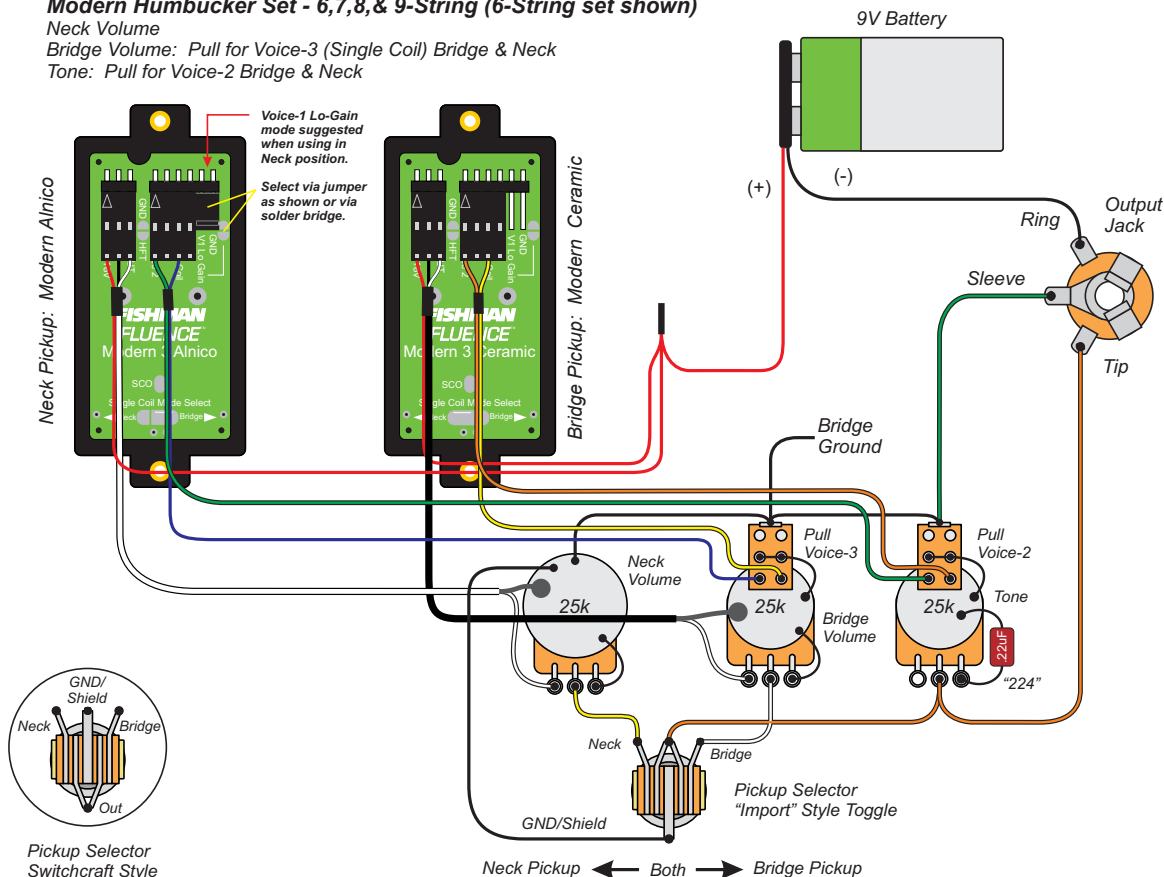 Modern Humbucker Set - 6,7,8,& 9-String (6-String set shown)
Neck Volume
Bridge Volume: Pull for Voice-3 (Single Coil) Bridge & Neck
Tone: Pull for Voice-2 Bridge & Neck
9V Battery
(+)
(-)
Ring
Output
Jack
Sleeve
Tip
Voice-1 Lo-Gain
mode suggested
when using in
Neck position.
Select via jumper
as shown or via
solder bridge.
Neck Pickup: Modern Alnico
GND
HFT
GND
V1 Lo Gain
FISHMAN
FLUENCE
Modern 3 Alnico
SCO
Single Coil Mode Select
Neck
Bridge
Bridge Pickup: Modern Ceramic
GND
HFT
GND
V1 Lo Gain
FISHMAN
FLUENCE
Modern 3 Ceramic
SCO
Single Coil Mode Select
Neck
Bridge
Bridge
Ground
Pull
Voice-3
Pull
Voice-2
Neck
Volume
25k
25k
Bridge
Volume
25k
Tone
.22uF
"224"
GND/
Shield
Neck
Bridge
Out
Pickup Selector
Switchcraft Style
Neck
Bridge
Pickup Selector
"Import" Style Toggle
GND/Shield
Neck Pickup
Both
Bridge Pickup